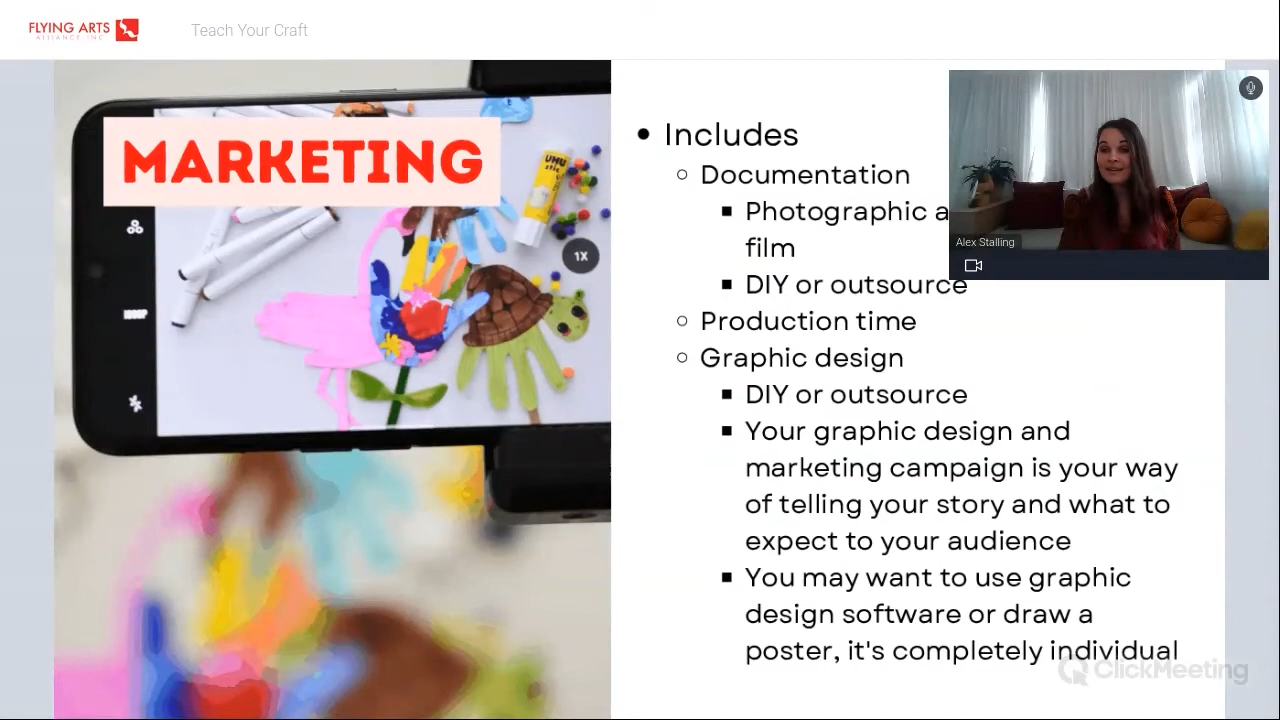 FLYING ARTS
ALLIANCE INC
Teach Your Craft
MARKETING
UHU
stic
1X
1080P
• Includes
○ Documentation
▪ Photographic a
film
▪ DIY or outsource
○ Production time
○ Graphic design
▪ DIY or outsource
▪ Your graphic design and
marketing campaign is your way
of telling your story and what to
expect to your audience
▪ You may want to use graphic
design software or draw a
poster, it's completely individual
Alex Stalling
ClickMeeting